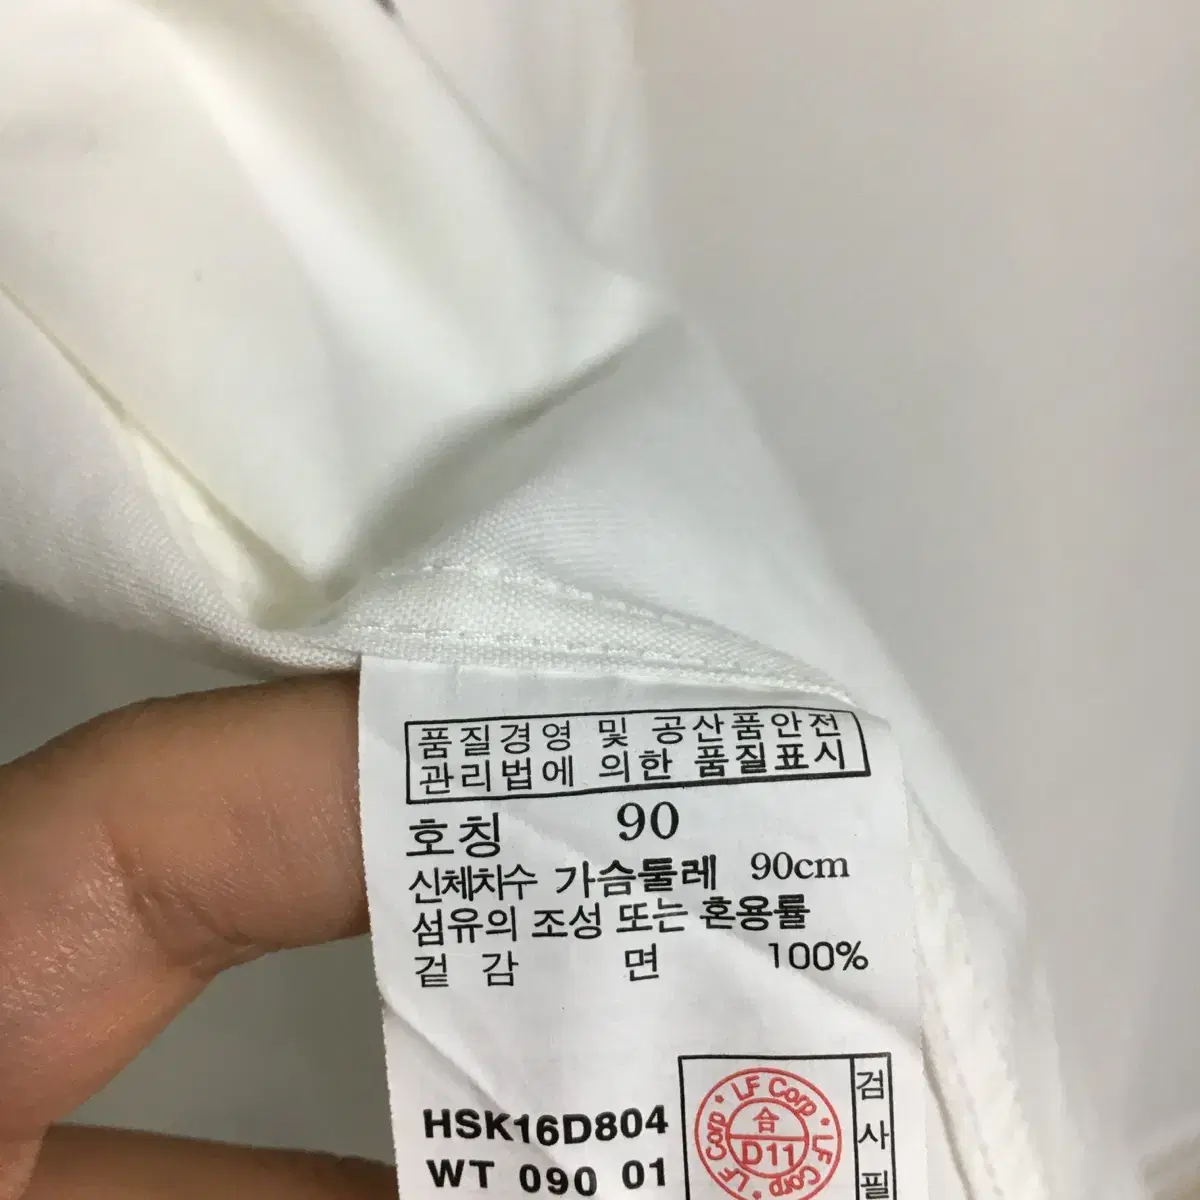 품질경영 및 공산품안전
관리법에 의한 품질표시
호칭 90
신체치수 가슴둘레 90cm
섬유의 조성 또는 혼용률
겉감 면 100%
HSK16D804
WT 090 01
LF Corp · LF Corp · LF Corp
合
D11
검사필